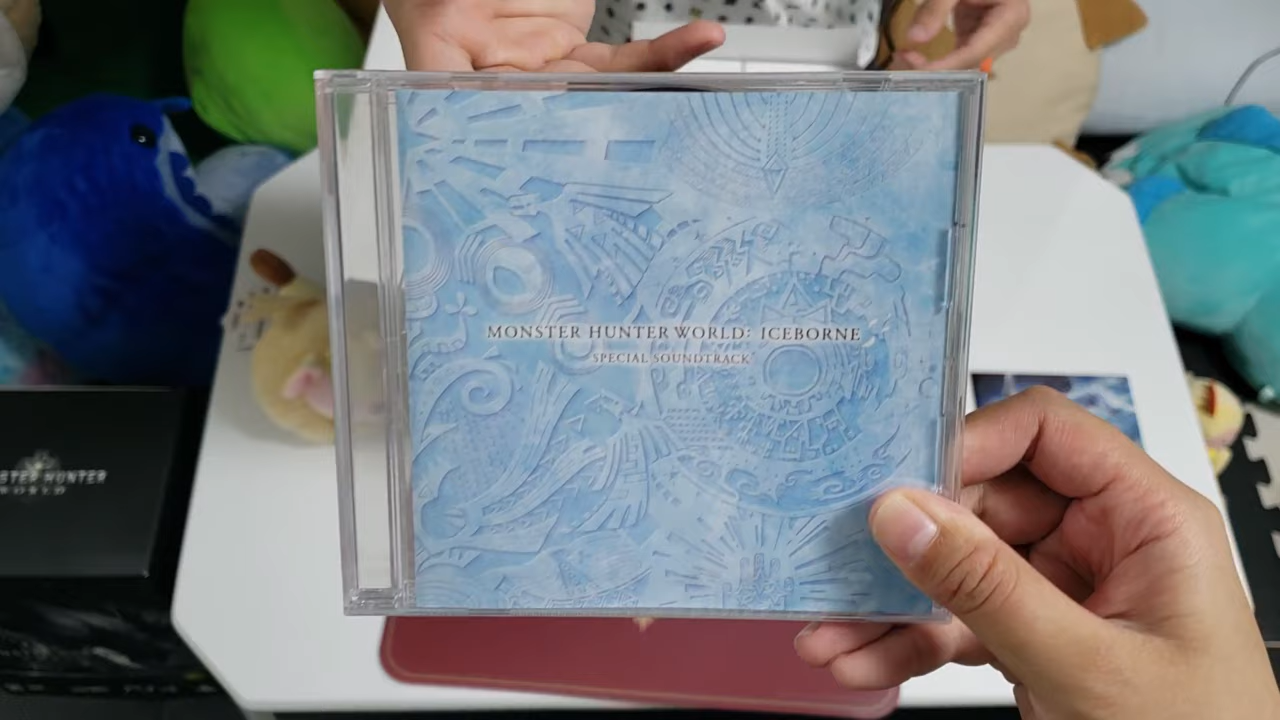 MONSTER HUNTER WORLD: ICEBORNE
SPECIAL SOUNDTRACK
STER HUNTER
WORLD